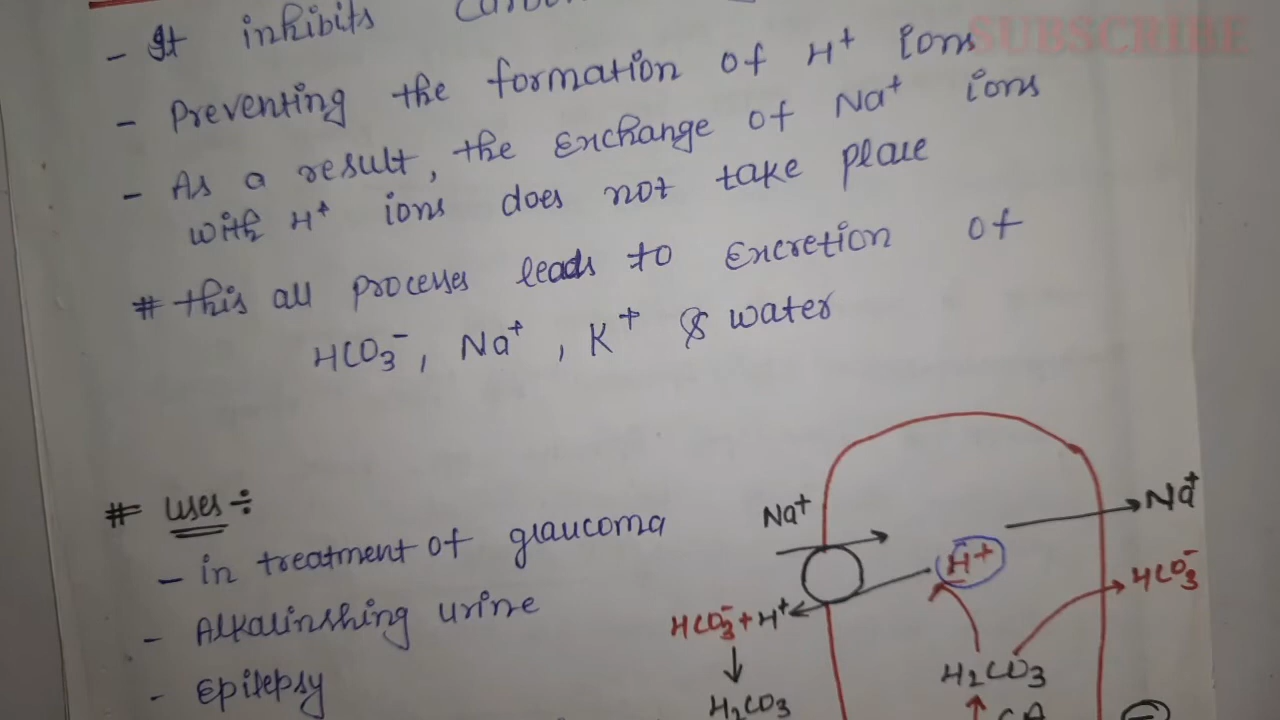 - It inhibits
SUBSCRIBE
- Preventing the formation of H⁺ ions
- As a result, the exchange of Na⁺ ions
with H⁺ ions does not take place
# this all processes leads to excretion of
HCO₃⁻, Na⁺, K⁺ & water
# Uses ÷
- in treatment of glaucoma
- Alkalinshing urine
- Epilepsy
Na⁺
Na⁺
H⁺
HCO₃⁻
HCO₃⁻ + H⁺
H₂CO₃
H₂CO₃
CA